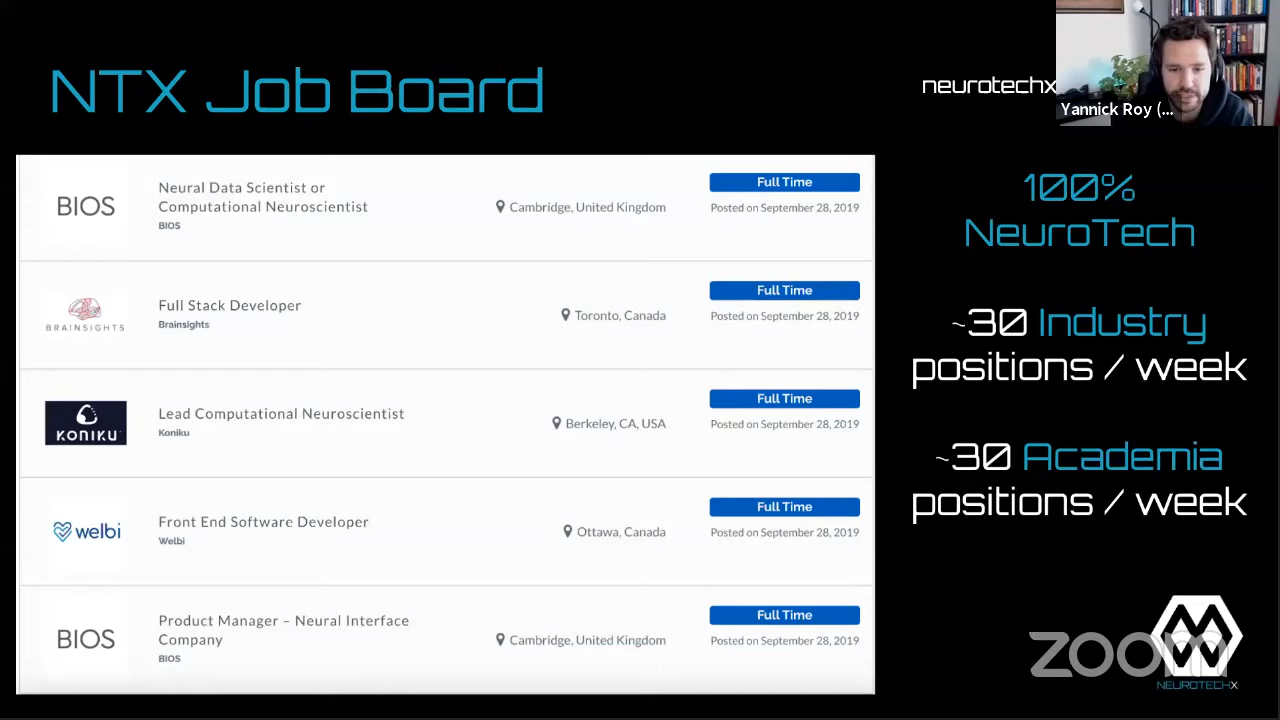 NTX Job Board
neurotechx
Yannick Roy (...
BIOS
Neural Data Scientist or
Computational Neuroscientist
BIOS
Cambridge, United Kingdom
Full Time
Posted on September 28, 2019
BRAINSIGHTS
Full Stack Developer
Brainsights
Toronto, Canada
Full Time
Posted on September 28, 2019
KONIKU
Lead Computational Neuroscientist
Koniku
Berkeley, CA, USA
Full Time
Posted on September 28, 2019
welbi
Front End Software Developer
Welbi
Ottawa, Canada
Full Time
Posted on September 28, 2019
BIOS
Product Manager – Neural Interface
Company
BIOS
Cambridge, United Kingdom
Full Time
Posted on September 28, 2019
100%
NeuroTech
~30 Industry
positions / week
~30 Academia
positions / week
zoom
NEUROTECHX